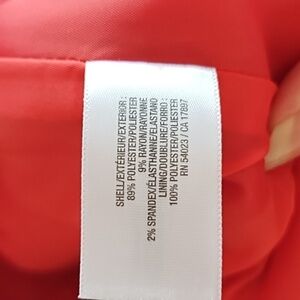 SHELL/EXTÉRIEUR/EXTERIOR :
89% POLYESTER/POLIESTER
9% RAYON/RAYONNE
2% SPANDEX/ÉLASTHANNE/ELASTANO
LINING/DOUBLURE/FORRO :
100% POLYESTER/POLIESTER
RN 54023 / CA 17897